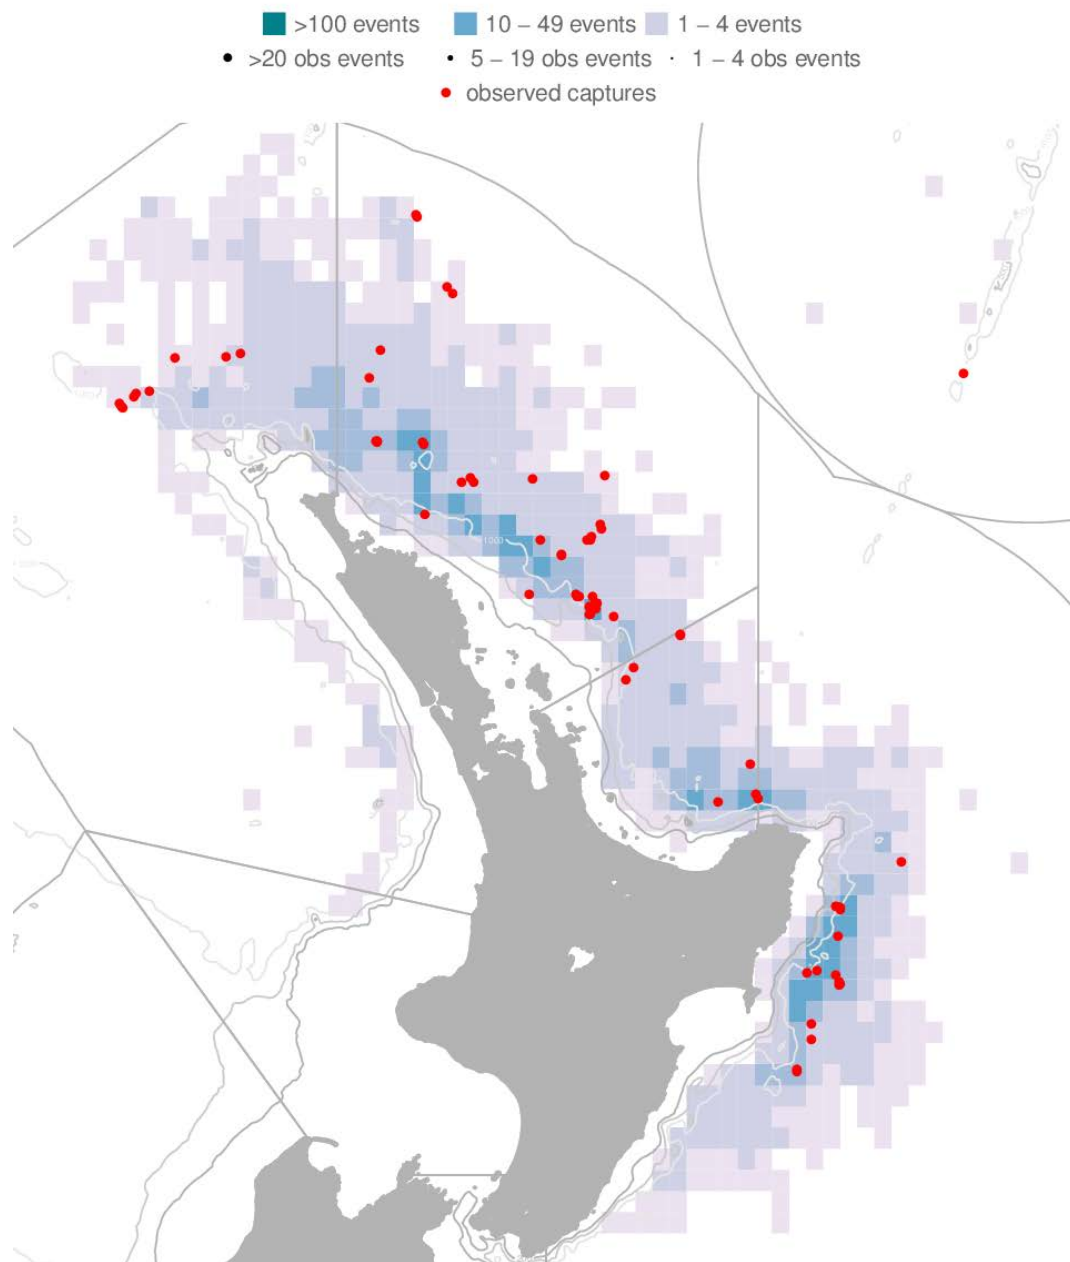 >100 events 10 – 49 events 1 – 4 events
>20 obs events 5 – 19 obs events 1 – 4 obs events
observed captures
1000